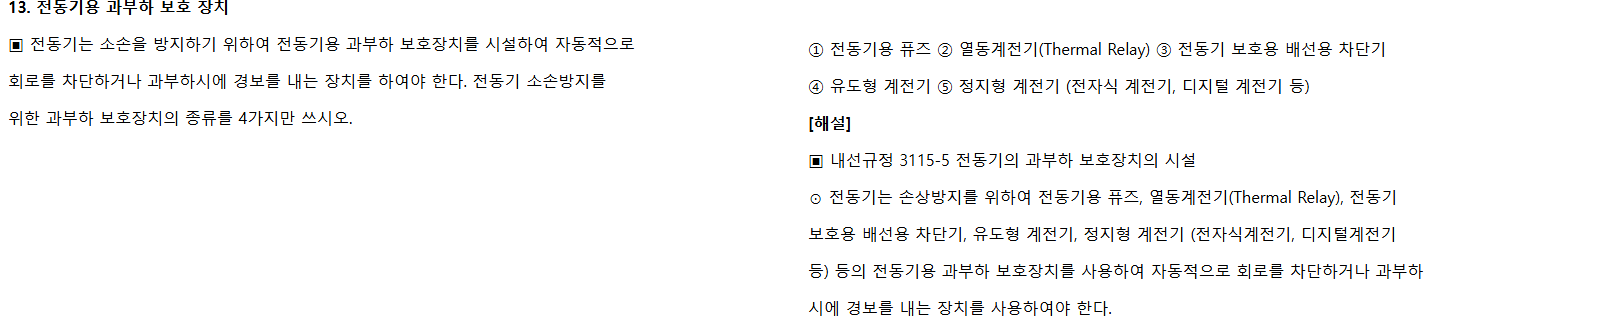 13. 전동기용 과부하 보호 장치
▣ 전동기는 소손을 방지하기 위하여 전동기용 과부하 보호장치를 시설하여 자동적으로
회로를 차단하거나 과부하시에 경보를 내는 장치를 하여야 한다. 전동기 소손방지를
위한 과부하 보호장치의 종류를 4가지만 쓰시오.
① 전동기용 퓨즈 ② 열동계전기(Thermal Relay) ③ 전동기 보호용 배선용 차단기
④ 유도형 계전기 ⑤ 정지형 계전기 (전자식 계전기, 디지털 계전기 등)
[해설]
▣ 내선규정 3115-5 전동기의 과부하 보호장치의 시설
⊙ 전동기는 손상방지를 위하여 전동기용 퓨즈, 열동계전기(Thermal Relay), 전동기
보호용 배선용 차단기, 유도형 계전기, 정지형 계전기 (전자식계전기, 디지털계전기
등) 등의 전동기용 과부하 보호장치를 사용하여 자동적으로 회로를 차단하거나 과부하
시에 경보를 내는 장치를 사용하여야 한다.